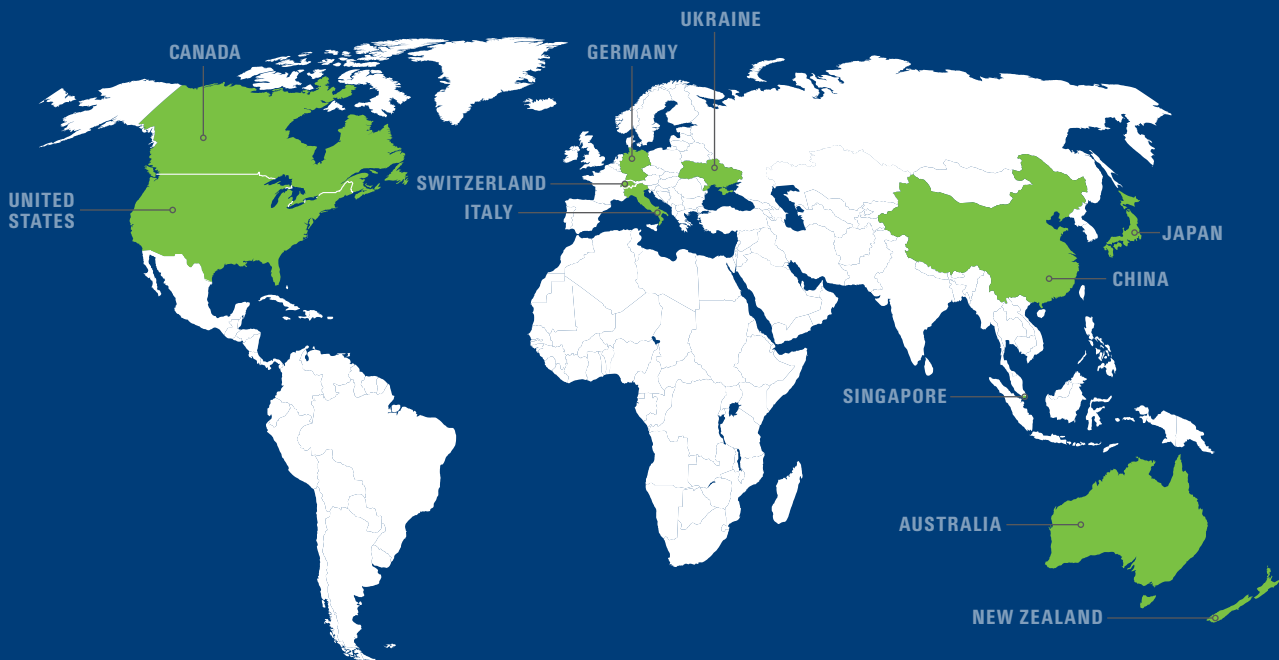 UKRAINE
CANADA
GERMANY
SWITZERLAND
UNITED
STATES
ITALY
JAPAN
CHINA
SINGAPORE
AUSTRALIA
NEW ZEALAND